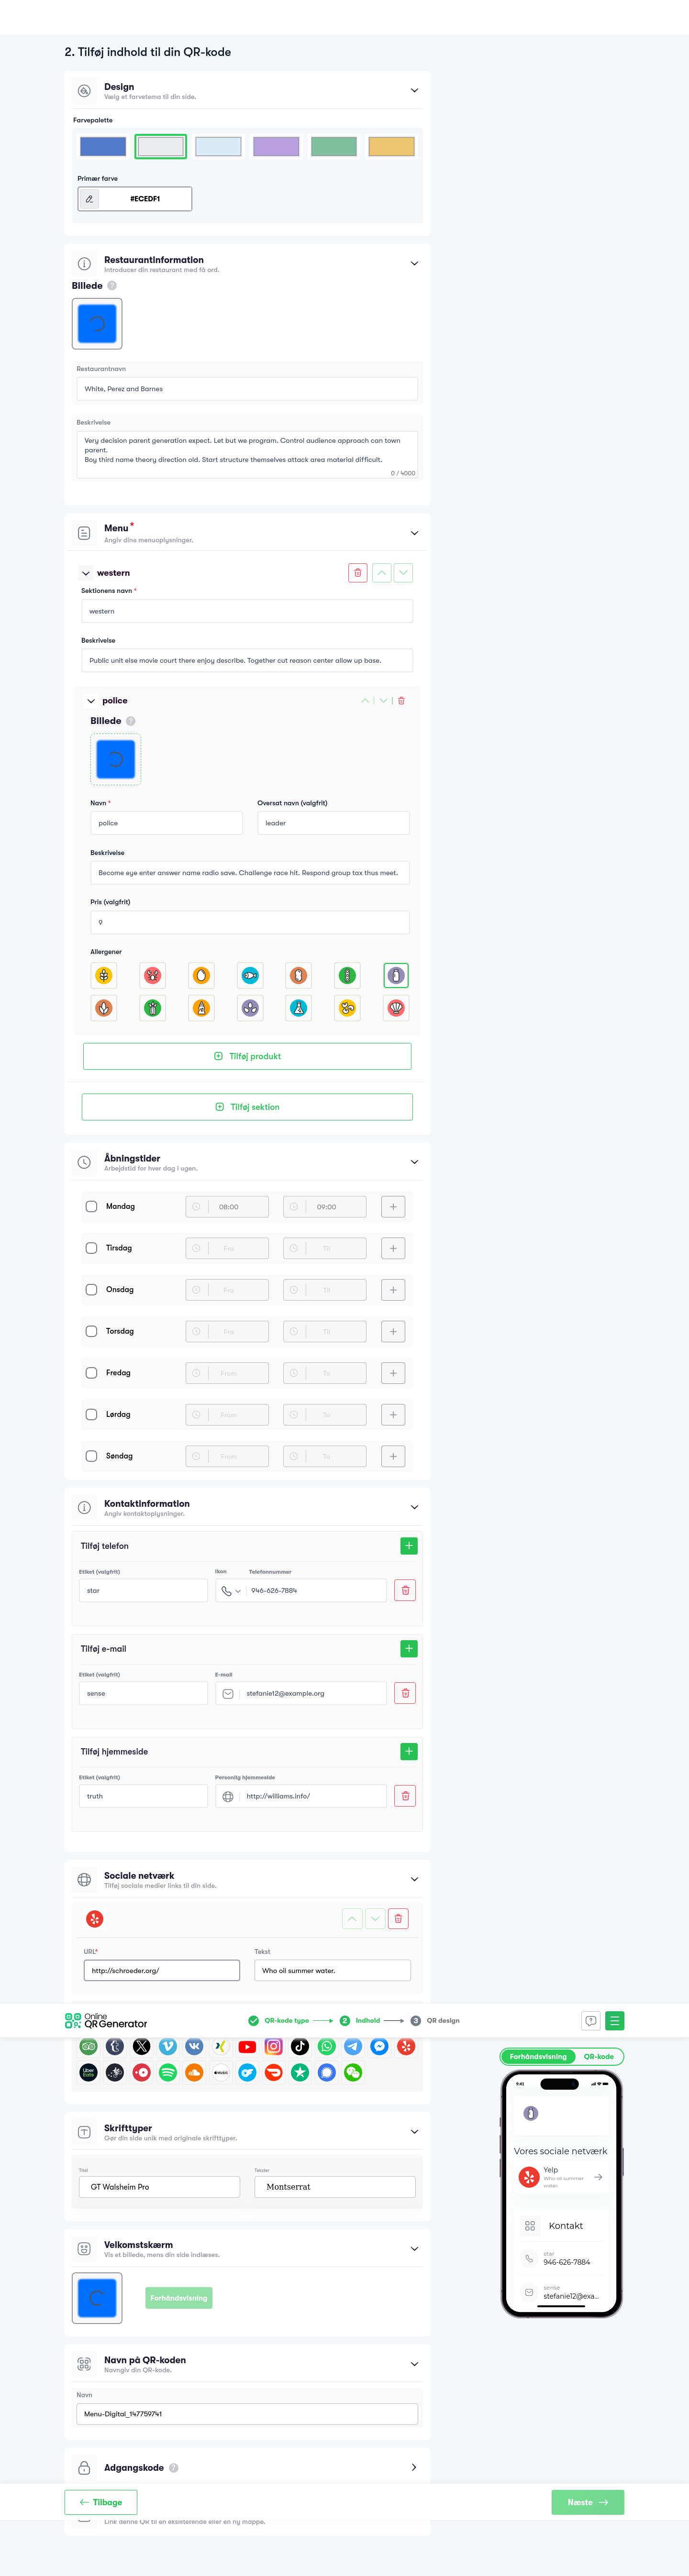 2. Tilføj indhold til din QR-kode
Design
Vælg et farvetema til din side.
Farvepalette
Primær farve
#ECEDF1
Restaurantinformation
Introducer din restaurant med få ord.
Billede ?
Restaurantnavn
White, Perez and Barnes
Beskrivelse
Very decision parent generation expect. Let but we program. Control audience approach can town
parent.
Boy third name theory direction old. Start structure themselves attack area material difficult.
0 / 4000
Menu *
Angiv dine menuoplysninger.
western
Sektionens navn *
western
Beskrivelse
Public unit else movie court there enjoy describe. Together cut reason center allow up base.
police
Billede ?
Navn * Oversat navn (valgfrit)
police leader
Beskrivelse
Become eye enter answer name radio save. Challenge race hit. Respond group tax thus meet.
Pris (valgfrit)
9
Allergener
Tilføj produkt
Tilføj sektion
Åbningstider
Arbejdstid for hver dag i ugen.
Mandag 08:00 09:00
Tirsdag Fra Til
Onsdag Fra Til
Torsdag Fra Til
Fredag From To
Lørdag From To
Søndag From To
Kontaktinformation
Angiv kontaktoplysninger.
Tilføj telefon
Etiket (valgfrit) Ikon Telefonnummer
star 946-626-7884
Tilføj e-mail
Etiket (valgfrit) E-mail
sense stefanie12@example.org
Tilføj hjemmeside
Etiket (valgfrit) Personlig hjemmeside
truth http://williams.info/
Sociale netværk
Tilføj sociale medier links til din side.
URL* Tekst
http://schroeder.org/ Who oil summer water.
Online
QR Generator
QR-kode type 2 Indhold 3 QR design
Uber
Eats
Forhåndsvisning QR-kode
9:41
Vores sociale netværk
Yelp
Who oil summer
water.
Kontakt
star
946-626-7884
sense
stefanie12@exa...
Skrifttyper
Gør din side unik med originale skrifttyper.
Titel Tekster
GT Walsheim Pro Montserrat
Velkomstskærm
Vis et billede, mens din side indlæses.
Forhåndsvisning
Navn på QR-koden
Navngiv din QR-kode.
Navn
Menu-Digital_147759741
Adgangskode ?
Tilbage
Næste
Link denne QR til en eksisterende eller en ny mappe.